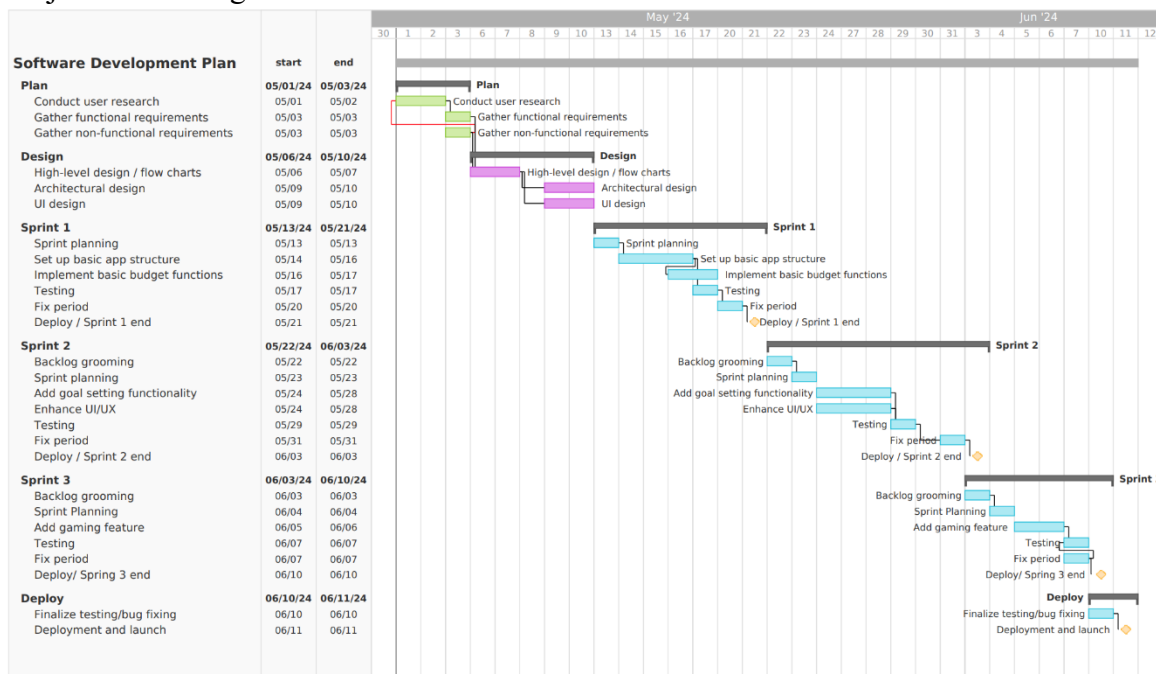 May '24 Jun '24
30 1 2 3 6 7 8 9 10 13 14 15 16 17 20 21 22 23 24 27 28 29 30 31 3 4 5 6 7 10 11 12
Software Development Plan start end
Plan 05/01/24 05/03/24 Plan
Conduct user research 05/01 05/02 Conduct user research
Gather functional requirements 05/03 05/03 Gather functional requirements
Gather non-functional requirements 05/03 05/03 Gather non-functional requirements
Design 05/06/24 05/10/24 Design
High-level design / flow charts 05/06 05/07 High-level design / flow charts
Architectural design 05/09 05/10 Architectural design
UI design 05/09 05/10 UI design
Sprint 1 05/13/24 05/21/24 Sprint 1
Sprint planning 05/13 05/13 Sprint planning
Set up basic app structure 05/14 05/16 Set up basic app structure
Implement basic budget functions 05/16 05/17 Implement basic budget functions
Testing 05/17 05/17 Testing
Fix period 05/20 05/20 Fix period
Deploy / Sprint 1 end 05/21 05/21 Deploy / Sprint 1 end
Sprint 2 05/22/24 06/03/24 Sprint 2
Backlog grooming 05/22 05/22 Backlog grooming
Sprint planning 05/23 05/23 Sprint planning
Add goal setting functionality 05/24 05/28 Add goal setting functionality
Enhance UI/UX 05/24 05/28 Enhance UI/UX
Testing 05/29 05/29 Testing
Fix period 05/31 05/31 Fix period
Deploy / Sprint 2 end 06/03 06/03 Deploy / Sprint 2 end
Sprint 3 06/03/24 06/10/24 Sprint
Backlog grooming 06/03 06/03 Backlog grooming
Sprint Planning 06/04 06/04 Sprint Planning
Add gaming feature 06/05 06/06 Add gaming feature
Testing 06/07 06/07 Testing
Fix period 06/07 06/07 Fix period
Deploy/ Spring 3 end 06/10 06/10 Deploy/ Spring 3 end
Deploy 06/10/24 06/11/24 Deploy
Finalize testing/bug fixing 06/10 06/10 Finalize testing/bug fixing
Deployment and launch 06/11 06/11 Deployment and launch